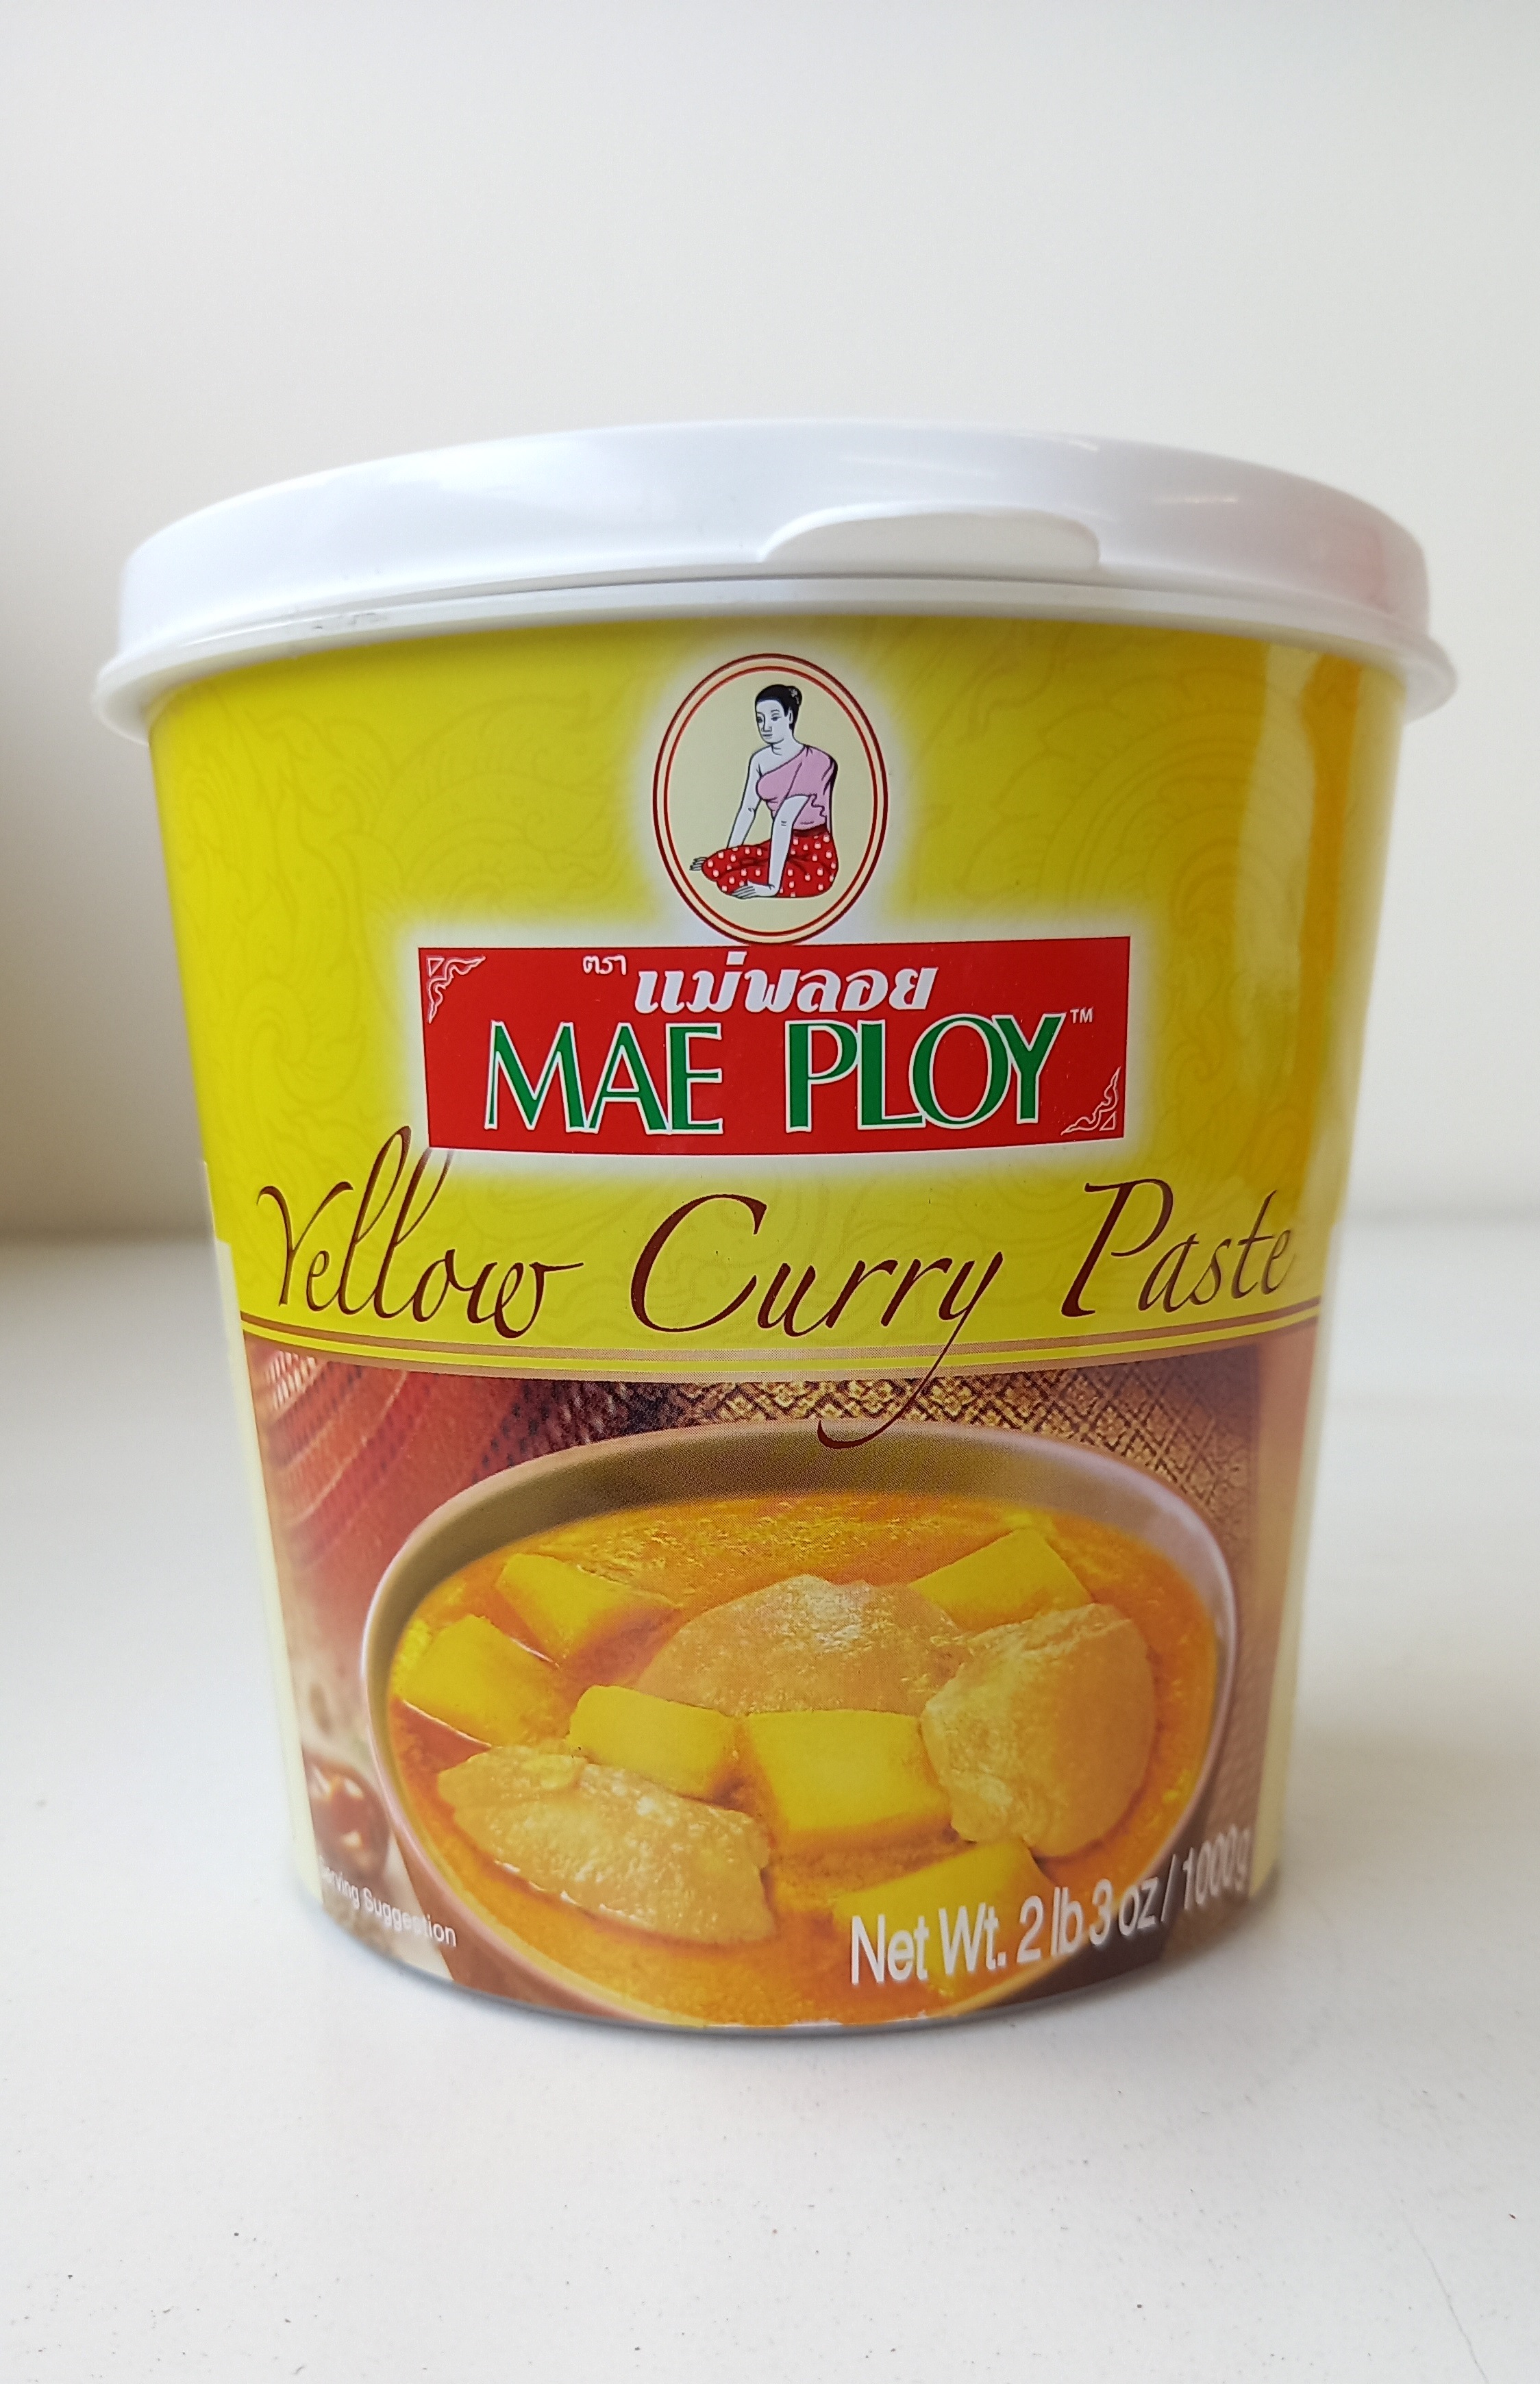 ตรา แม่พลอย
MAE PLOY™
Yellow Curry Paste
Serving Suggestion
Net Wt. 2 lb 3 oz / 1000g